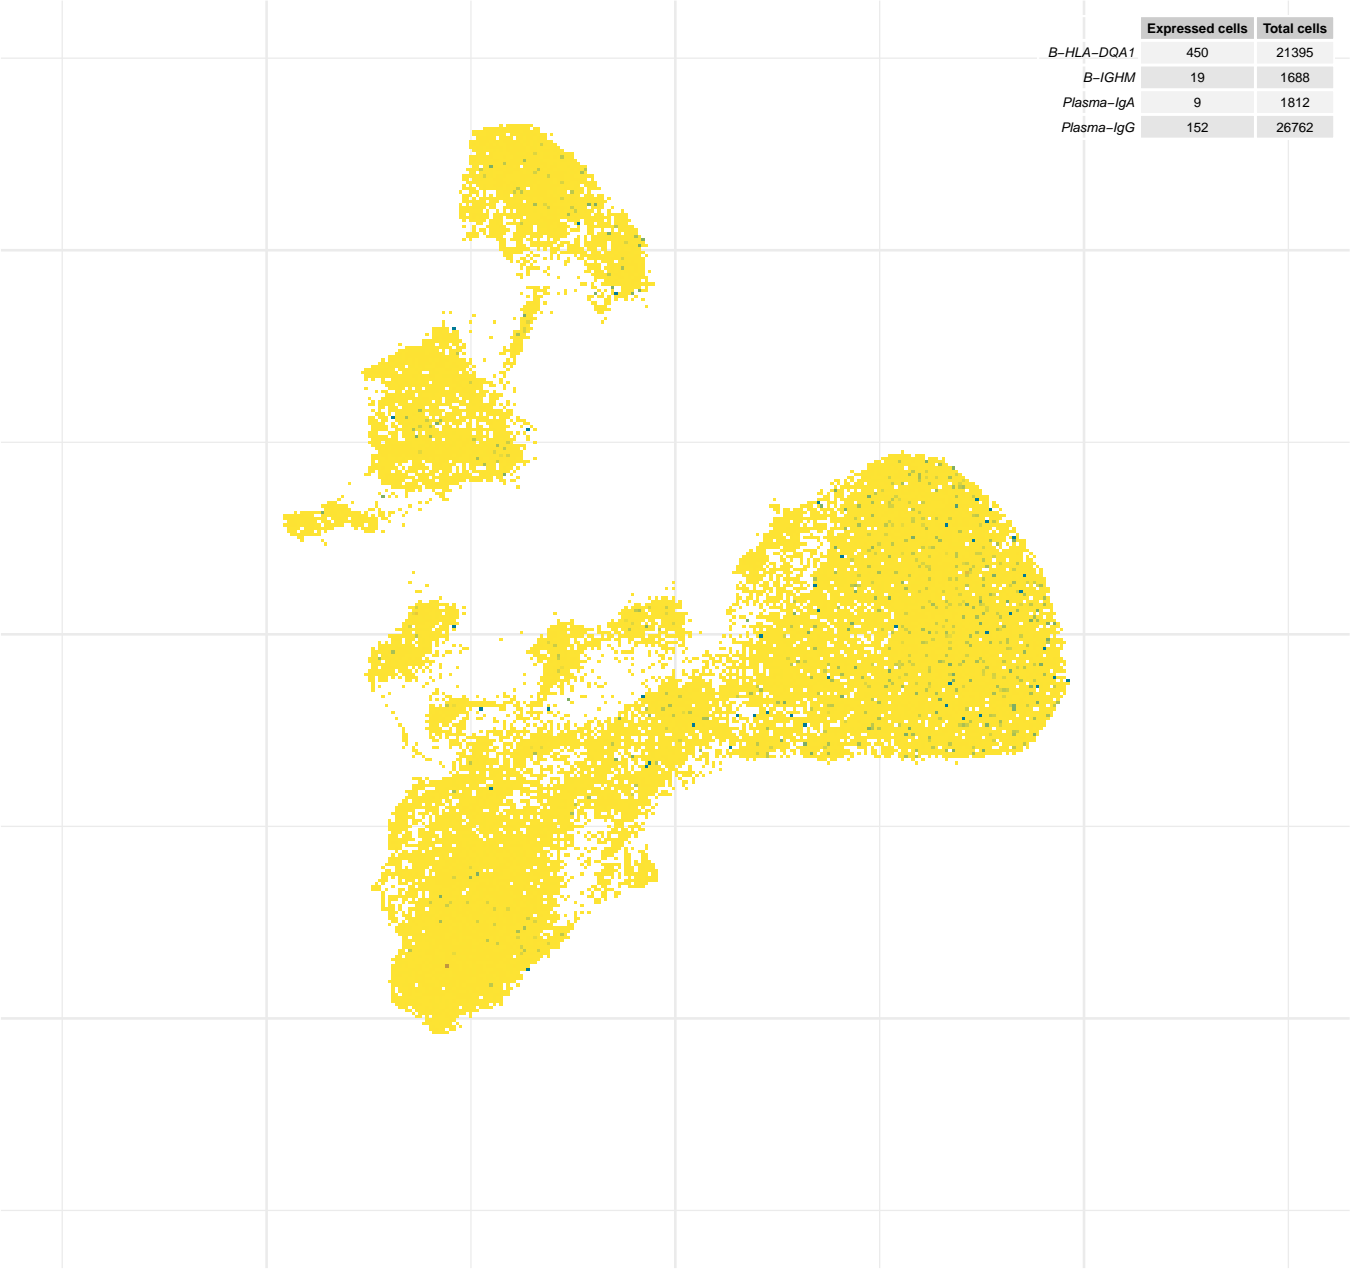 Expressed cells Total cells
B−HLA−DQA1 450 21395
B−IGHM 19 1688
Plasma−IgA 9 1812
Plasma−IgG 152 26762